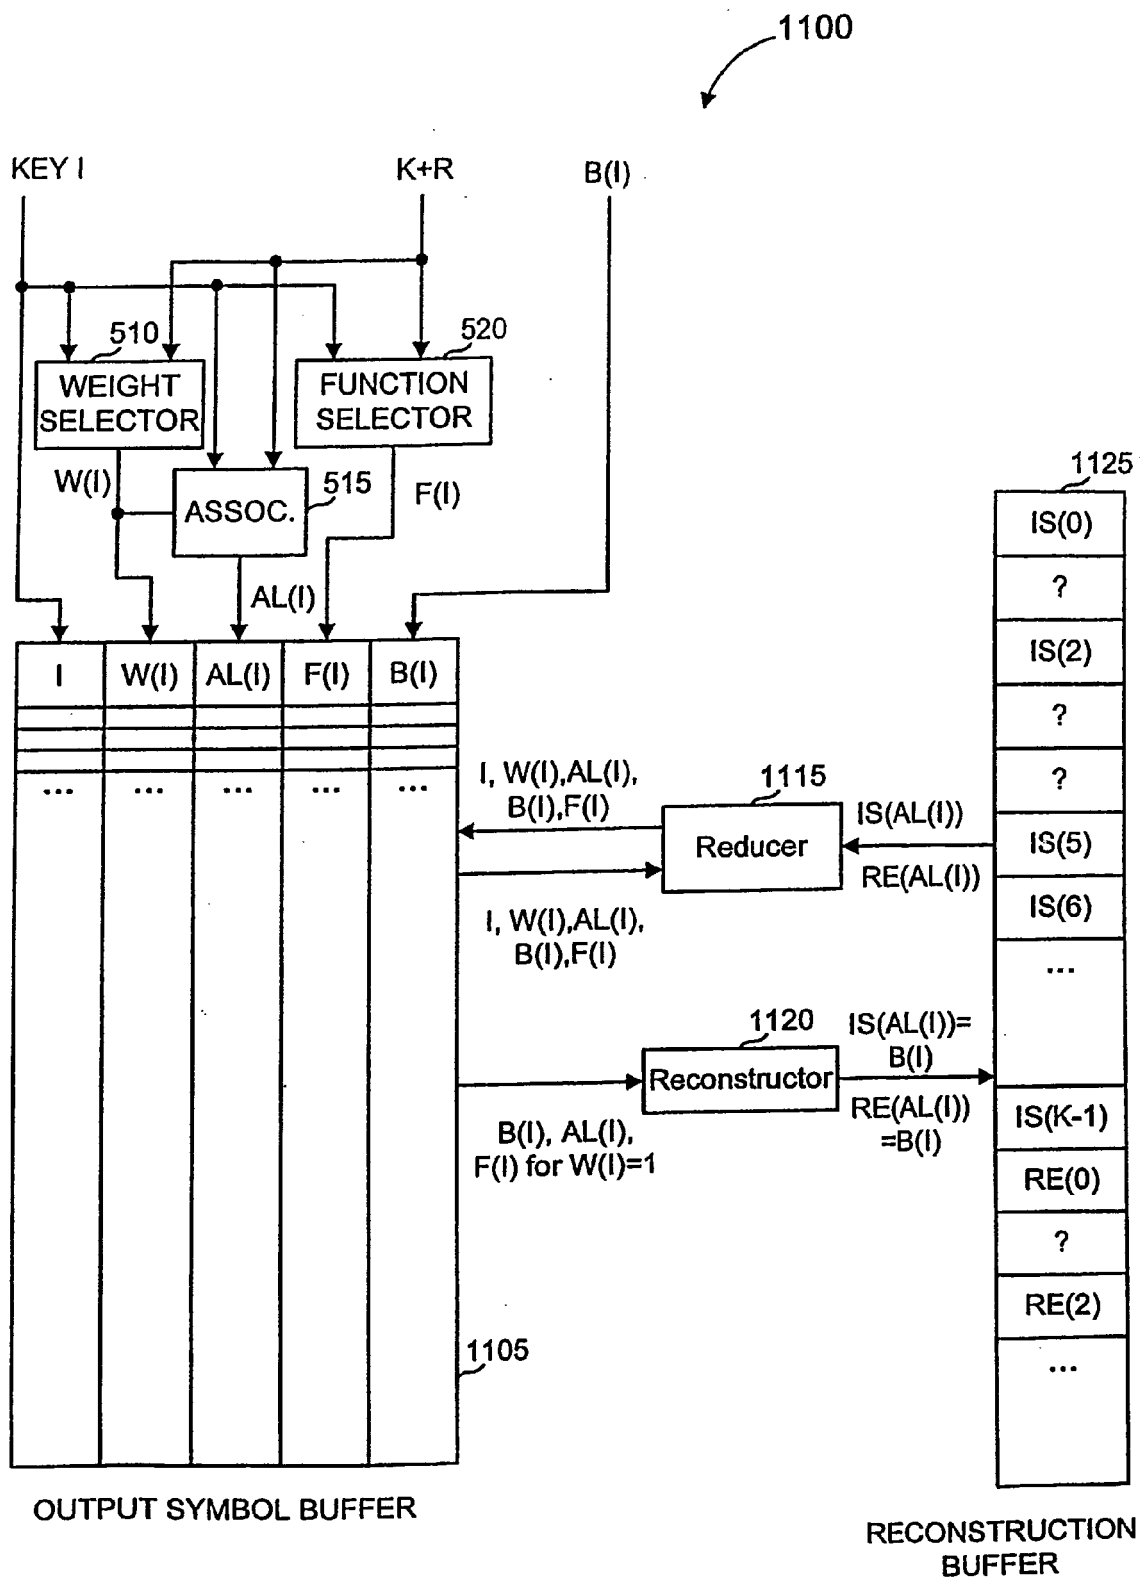 1100
KEY I
K+R
B(I)
510
520
WEIGHT
SELECTOR
FUNCTION
SELECTOR
W(I)
515
F(I)
ASSOC.
AL(I)
1125
IS(0)
?
IS(2)
?
?
IS(5)
IS(6)
...
IS(K-1)
RE(0)
?
RE(2)
...
I
W(I)
AL(I)
F(I)
B(I)
... ... ... ... ...
I, W(I),AL(I),
B(I),F(I)
1115
Reducer
IS(AL(I))
RE(AL(I))
I, W(I),AL(I),
B(I),F(I)
1120
Reconstructor
IS(AL(I))=
B(I)
RE(AL(I))
=B(I)
B(I), AL(I),
F(I) for W(I)=1
1105
OUTPUT SYMBOL BUFFER
RECONSTRUCTION
BUFFER